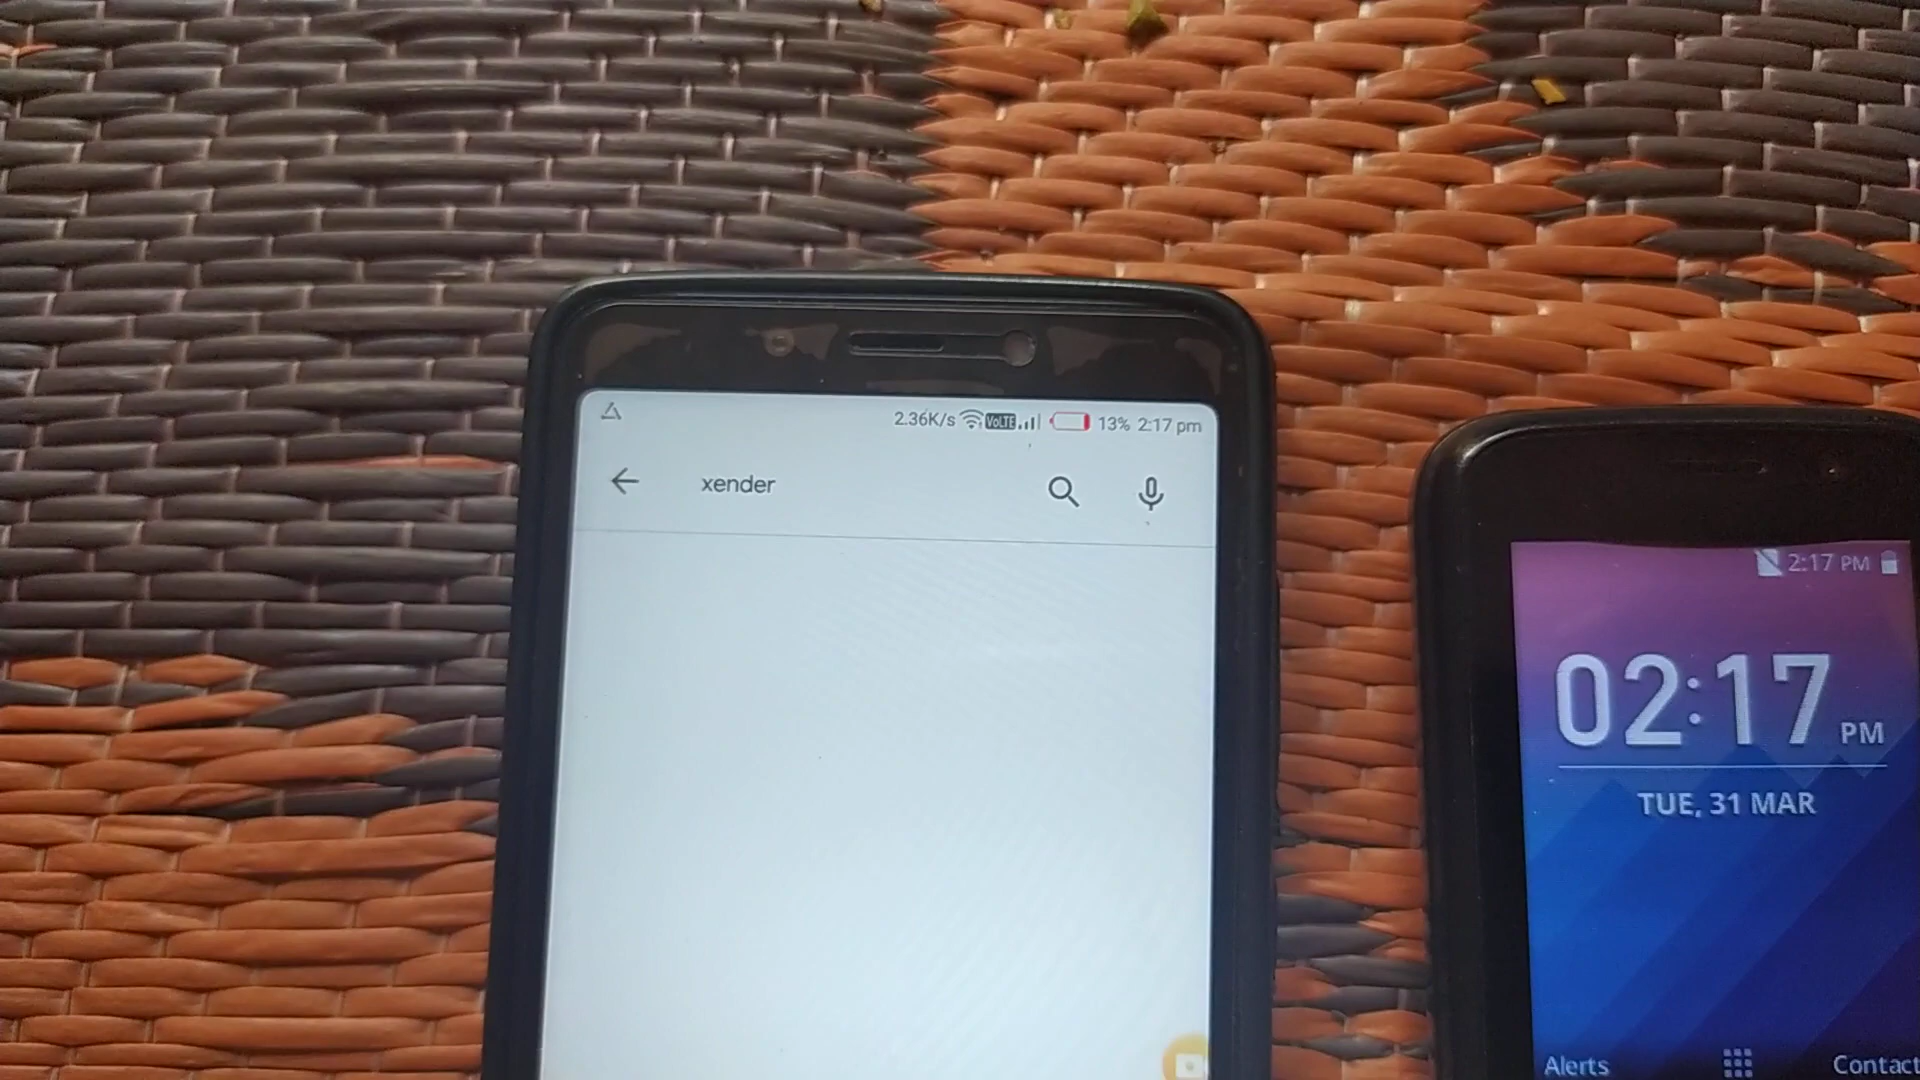 2.36K/s VoLTE 13% 2:17 pm
xender
2:17 PM
02:17 PM
TUE, 31 MAR
Alerts
Contact